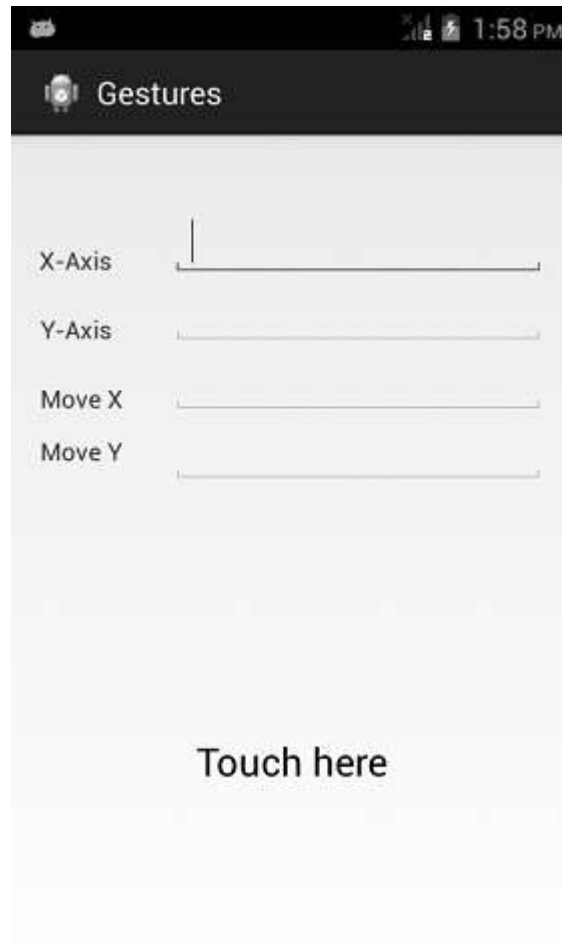 1:58 PM
Gestures
X-Axis
Y-Axis
Move X
Move Y
Touch here